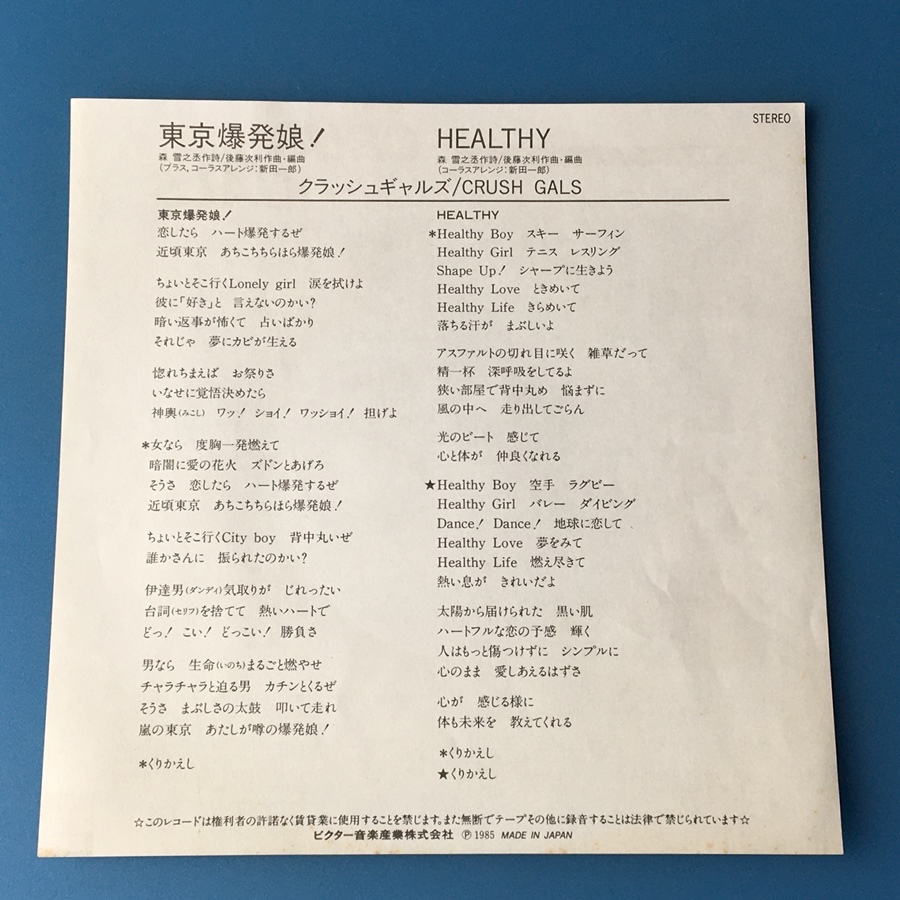 STEREO
東京爆発娘!
森 雪之丞作詩/後藤次利作曲・編曲
(ブラス、コーラスアレンジ:新田一郎)
HEALTHY
森 雪之丞作詩/後藤次利作曲・編曲
(コーラスアレンジ:新田一郎)
クラッシュギャルズ/CRUSH GALS
東京爆発娘!
恋したら ハート爆発するぜ
近頃東京 あちこちちらほら爆発娘!
ちょいとそこ行くLonely girl 涙を拭けよ
彼に「好き」と 言えないのかい?
暗い返事が怖くて 占いばかり
それじゃ 夢にカビが生える
惚れちまえば お祭りさ
いなせに覚悟決めたら
神輿(みこし) ワッ! ショイ! ワッショイ! 担げよ
*女なら 度胸一発燃えて
暗闇に愛の花火 ズドンとあげろ
そうさ 恋したら ハート爆発するぜ
近頃東京 あちこちちらほら爆発娘!
ちょいとそこ行くCity boy 背中丸いぜ
誰かさんに 振られたのかい?
伊達男(ダンディ)気取りが じれったい
台詞(セリフ)を捨てて 熱いハートで
どっ! こい! どっこい! 勝負さ
男なら 生命(いのち)まるごと燃やせ
チャラチャラと迫る男 カチンとくるぜ
そうさ まぶしさの太鼓 叩いて走れ
嵐の東京 あたしが噂の爆発娘!
*くりかえし
HEALTHY
*Healthy Boy スキー サーフィン
Healthy Girl テニス レスリング
Shape Up! シャープに生きよう
Healthy Love ときめいて
Healthy Life きらめいて
落ちる汗が まぶしいよ
アスファルトの切れ目に咲く 雑草だって
精一杯 深呼吸をしてるよ
狭い部屋で背中丸め 悩まずに
風の中へ 走り出してごらん
光のビート 感じて
心と体が 仲良くなれる
★Healthy Boy 空手 ラグビー
Healthy Girl バレー ダイビング
Dance! Dance! 地球に恋して
Healthy Love 夢をみて
Healthy Life 燃え尽きて
熱い息が きれいだよ
太陽から届けられた 黒い肌
ハートフルな恋の予感 輝く
人はもっと傷つけずに シンプルに
心のまま 愛しあえるはずさ
心が 感じる様に
体も未来を 教えてくれる
*くりかえし
★くりかえし
☆このレコードは権利者の許諾なく賃貸業に使用することを禁じます。また無断でテープその他に録音することは法律で禁じられています☆
ビクター音楽産業株式会社 Ⓟ 1985 MADE IN JAPAN